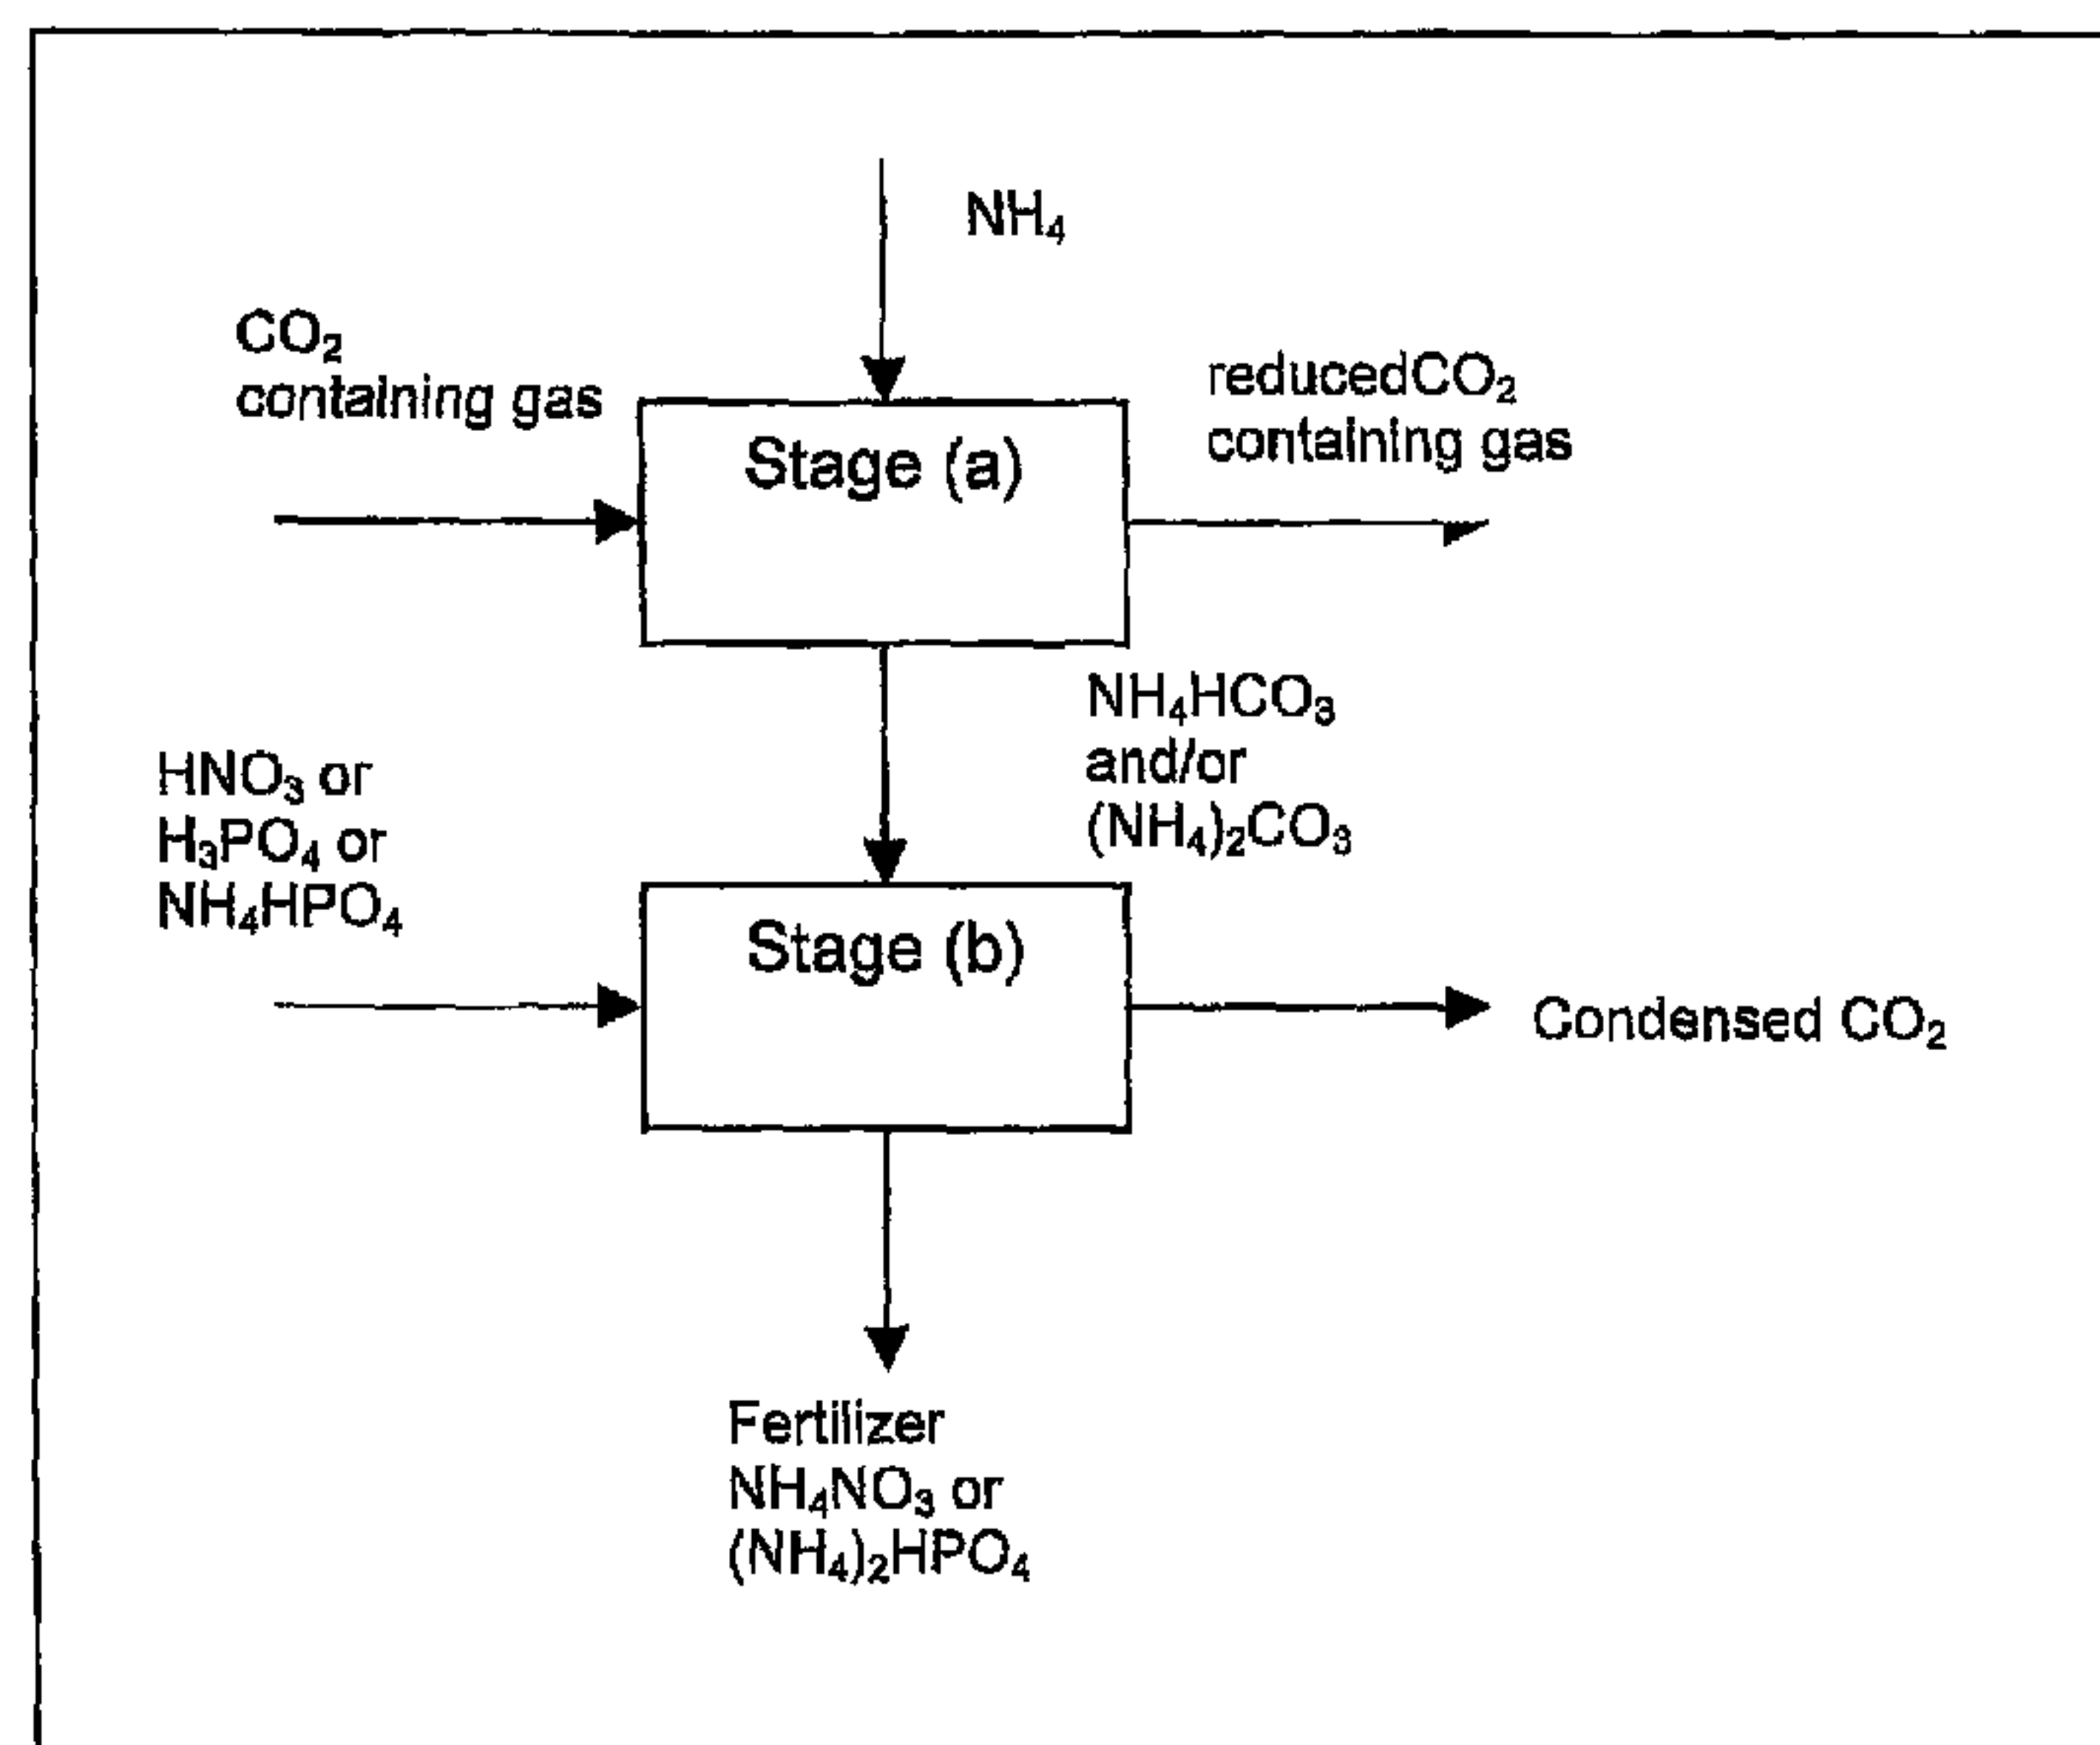 NH₄
CO₂
containing gas
reducedCO₂
containing gas
Stage (a)
NH₄HCO₃
and/or
(NH₄)₂CO₃
HNO₃ or
H₃PO₄ or
NH₄HPO₄
Stage (b)
Condensed CO₂
Fertilizer
NH₄NO₃ or
(NH₄)₂HPO₄